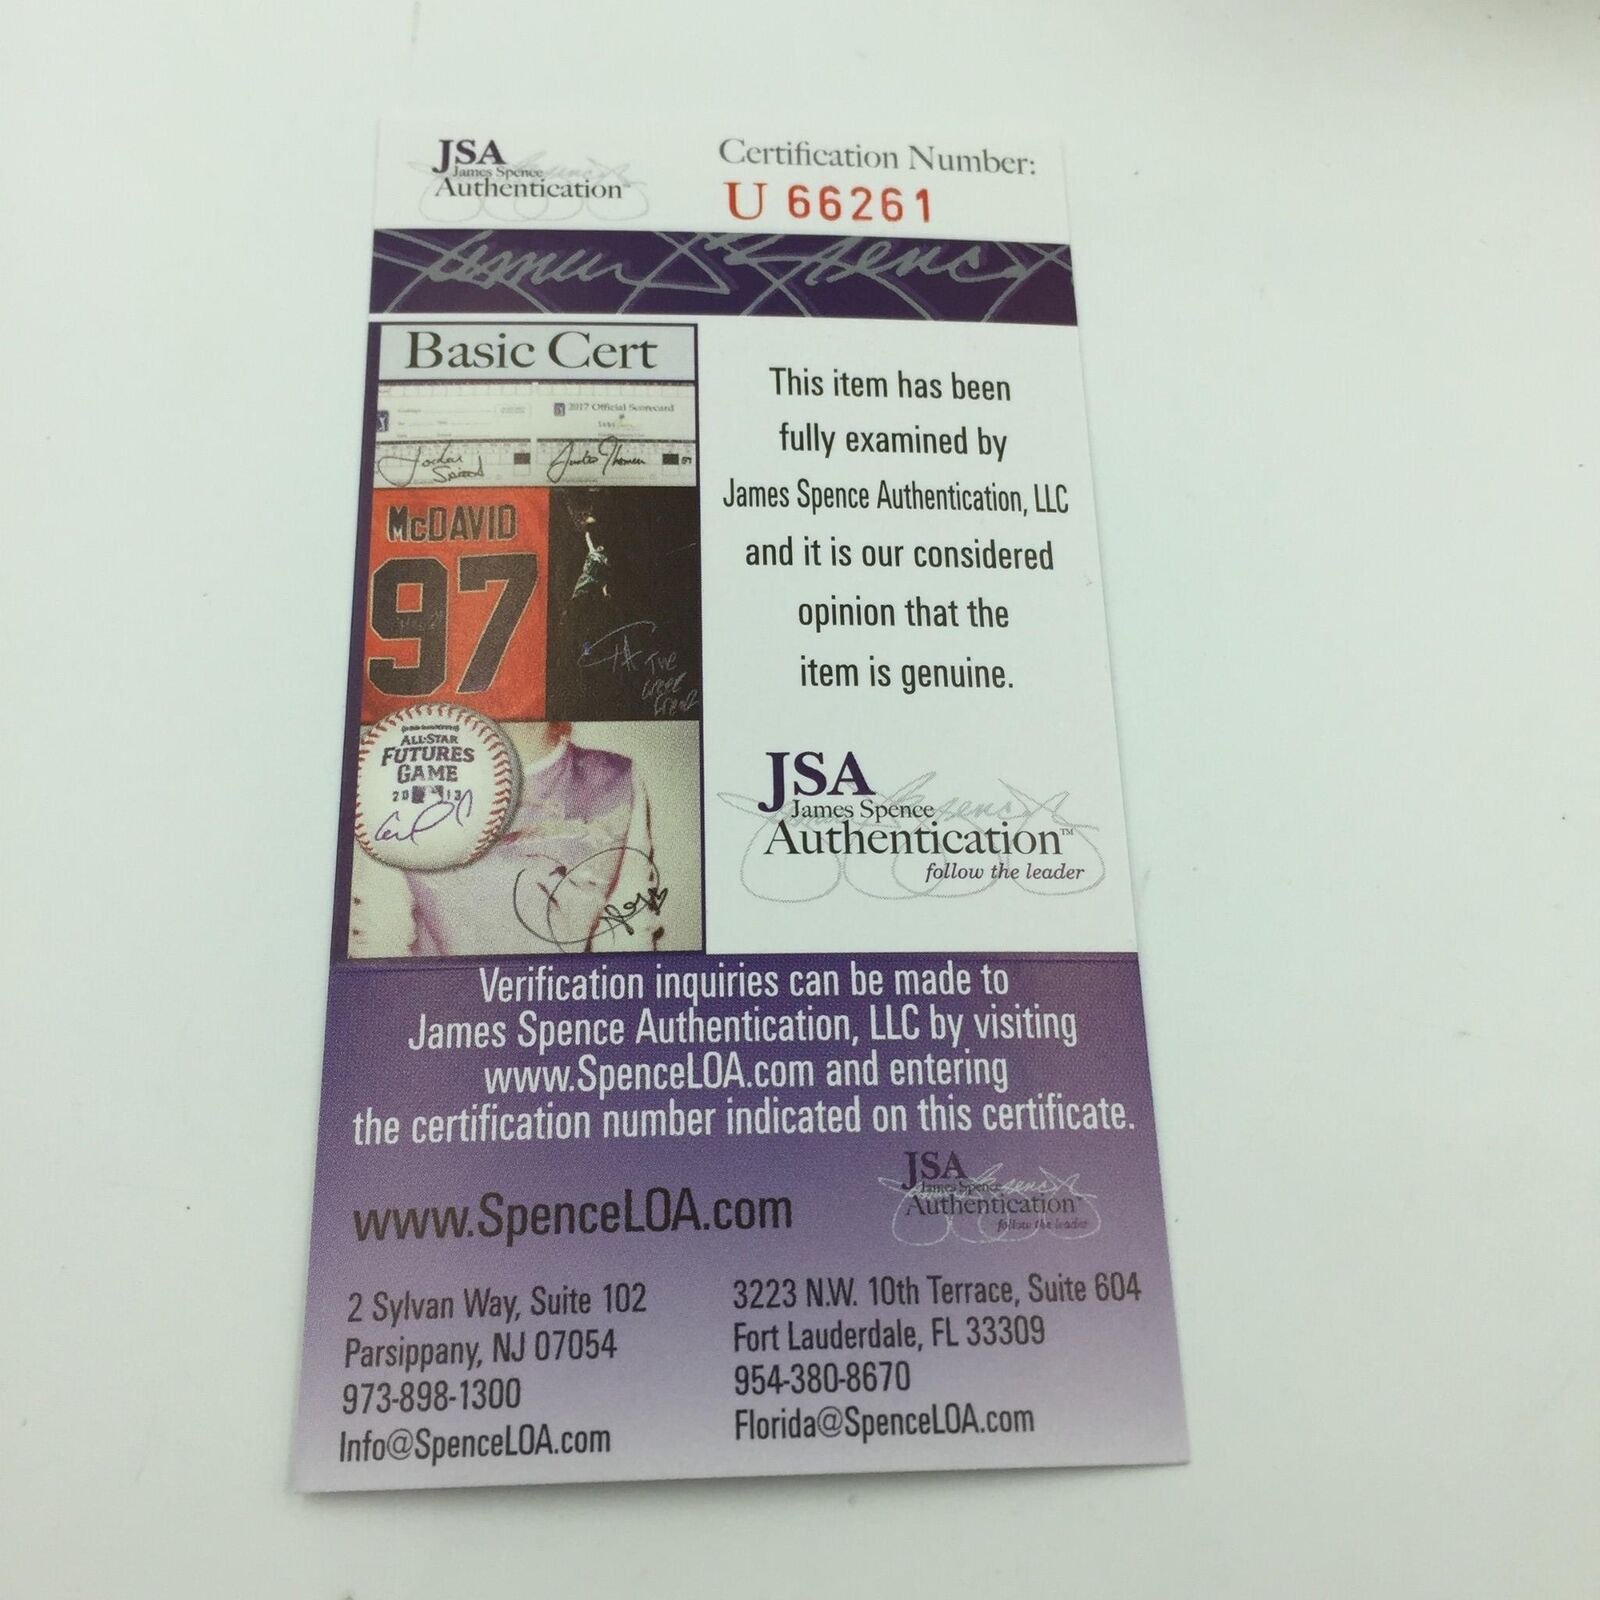 JSA
James Spence
Authentication
Certification Number:
U 66261
Basic Cert
2017 Official Scorecard
McDAVID
97
ALL-STAR
FUTURES
GAME
2013
This item has been
fully examined by
James Spence Authentication, LLC
and it is our considered
opinion that the
item is genuine.
JSA
James Spence
Authentication™
follow the leader
Verification inquiries can be made to
James Spence Authentication, LLC by visiting
www.SpenceLOA.com and entering
the certification number indicated on this certificate.
www.SpenceLOA.com
JSA
James Spence
Authentication
follow the leader
2 Sylvan Way, Suite 102
Parsippany, NJ 07054
973-898-1300
Info@SpenceLOA.com
3223 N.W. 10th Terrace, Suite 604
Fort Lauderdale, FL 33309
954-380-8670
Florida@SpenceLOA.com